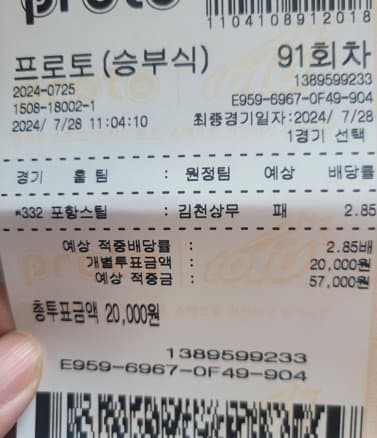 proto
1104108912018
프로토(승부식) 91회차
2024-0725 1389599233
1508-18002-1 E959-6967-0F49-904
2024/ 7/28 11:04:10 최종경기일자:2024/ 7/28
1경기 선택
경기 홈팀 : 원정팀 예상 배당률
*332 포항스틸 : 김천상무 패 2.85
예상 적중배당률 : 2.85배
개별투표금액 : 20,000원
예상 적중금 : 57,000원
총투표금액 20,000원
1389599233
E959-6967-0F49-904